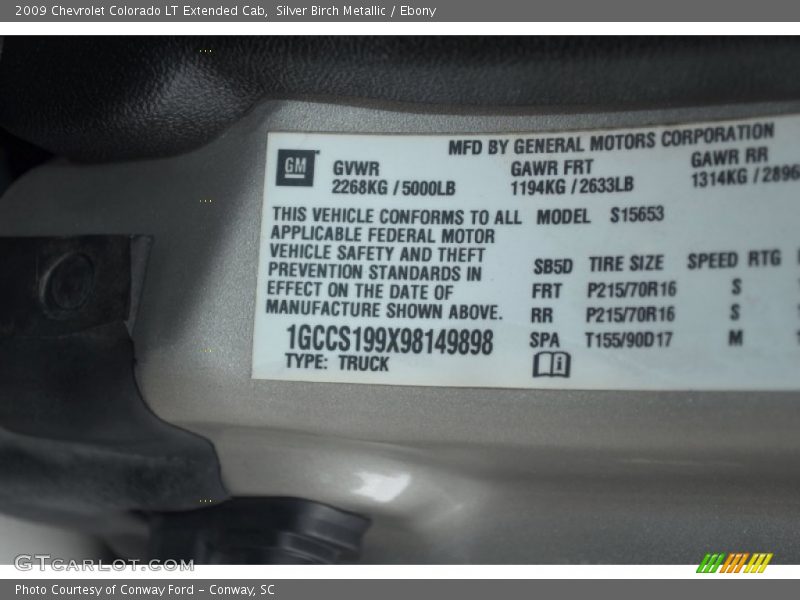 2009 Chevrolet Colorado LT Extended Cab, Silver Birch Metallic / Ebony
MFD BY GENERAL MOTORS CORPORATION
GM
GVWR GAWR FRT GAWR RR
2268KG / 5000LB 1194KG / 2633LB 1314KG / 2896
THIS VEHICLE CONFORMS TO ALL MODEL S15653
APPLICABLE FEDERAL MOTOR
VEHICLE SAFETY AND THEFT
PREVENTION STANDARDS IN
EFFECT ON THE DATE OF
MANUFACTURE SHOWN ABOVE.
SB5D TIRE SIZE SPEED RTG
FRT P215/70R16 S
RR P215/70R16 S
SPA T155/90D17 M
1GCCS199X98149898
TYPE: TRUCK
GTCARLOT.COM
Photo Courtesy of Conway Ford - Conway, SC